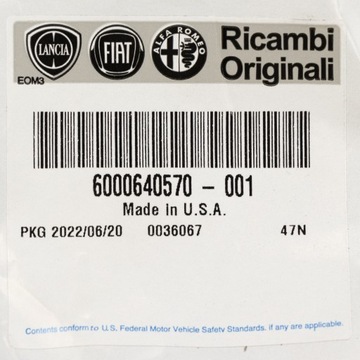 LANCIA
FIAT
ALFA ROMEO
Ricambi
Originali
EOM3
6000640570 - 001
Made in U.S.A.
PKG 2022/06/20 0036067 47N
Contents conform to U.S. Federal Motor Vehicle Safety Standards, if any are applicable.